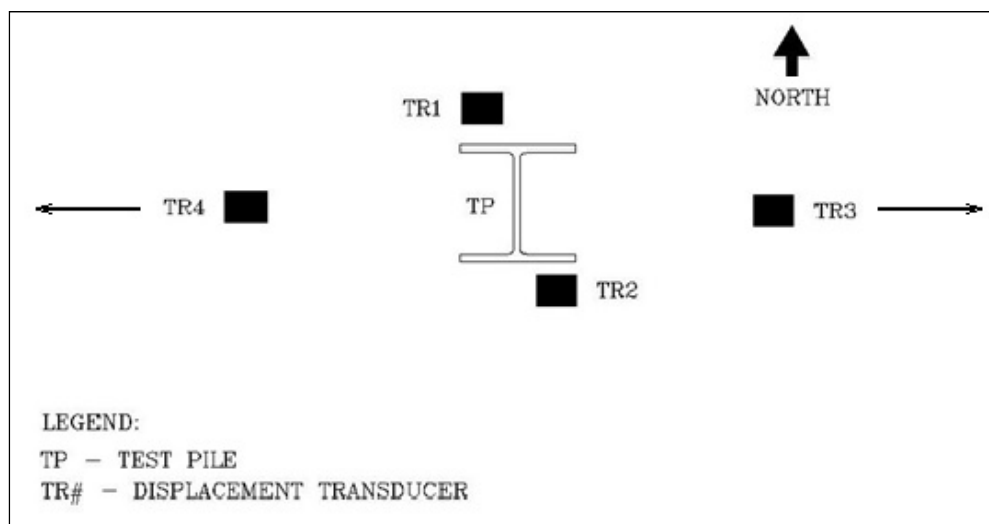 TR1
NORTH
TR4
TP
TR3
TR2
LEGEND:
TP – TEST PILE
TR# – DISPLACEMENT TRANSDUCER